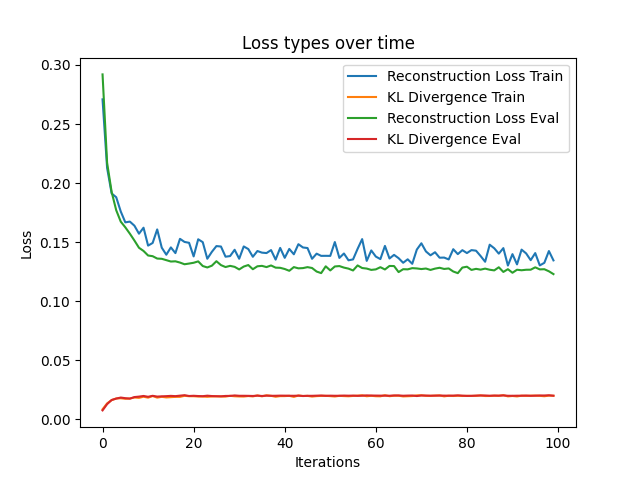 Loss types over time
Reconstruction Loss Train
KL Divergence Train
Reconstruction Loss Eval
KL Divergence Eval
Loss
0.30
0.25
0.20
0.15
0.10
0.05
0.00
0 20 40 60 80 100
Iterations